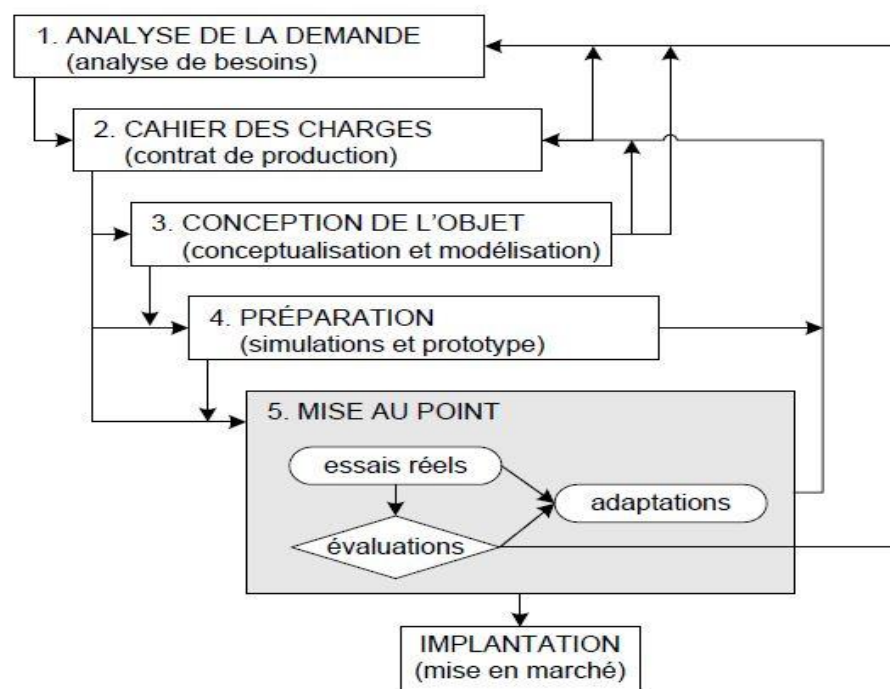 1. ANALYSE DE LA DEMANDE
(analyse de besoins)
2. CAHIER DES CHARGES
(contrat de production)
3. CONCEPTION DE L'OBJET
(conceptualisation et modélisation)
4. PRÉPARATION
(simulations et prototype)
5. MISE AU POINT
essais réels
adaptations
évaluations
IMPLANTATION
(mise en marché)